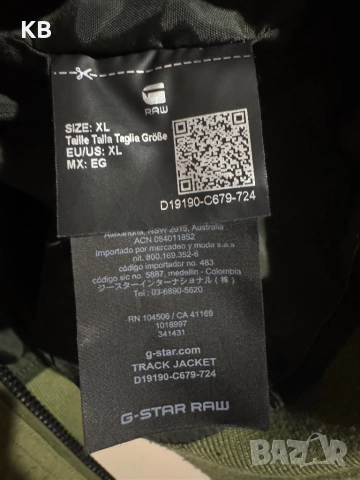 KB
RAW
SIZE: XL
Taille Talla Taglia Größe
EU/US: XL
MX: EG
D19190-C679-724
Alexandria, NSW 2015, Australia
ACN 084011852
Importado por mercadeo y moda s.a
nit. 800.169.352-6
código importador no. 483
código sic no. 5887, medellin - Colombia
ジースターインターナショナル（株）
Tel: 03-6890-5620
RN 104506 / CA 41169
1018997
341431
g-star.com
TRACK JACKET
D19190-C679-724
G-STAR RAW
BAZAR